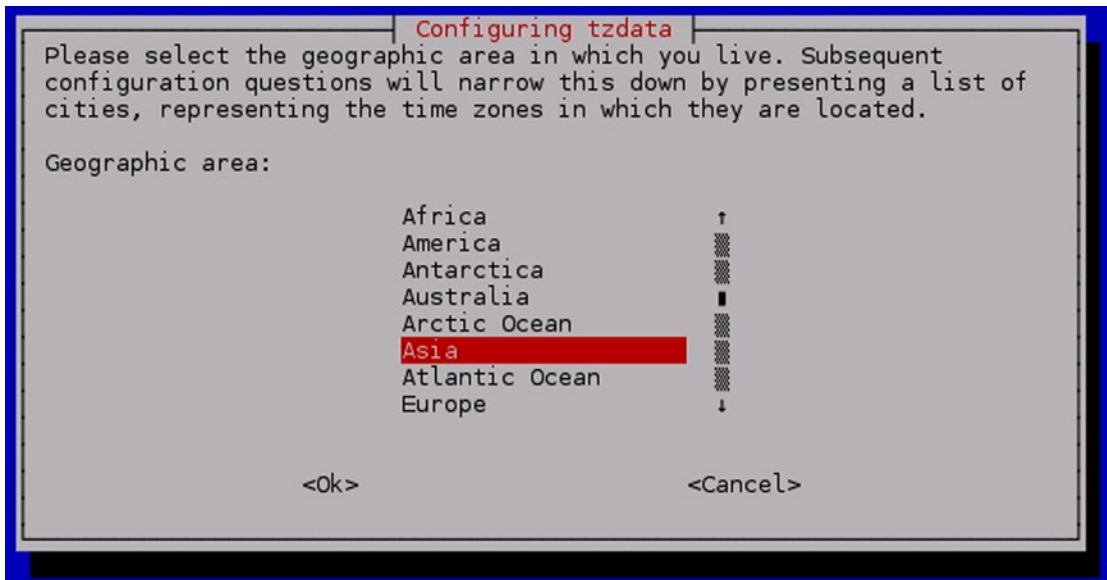 Configuring tzdata
Please select the geographic area in which you live. Subsequent
configuration questions will narrow this down by presenting a list of
cities, representing the time zones in which they are located.
Geographic area:
Africa ↑
America
Antarctica
Australia
Arctic Ocean
Asia
Atlantic Ocean
Europe ↓
<Ok> <Cancel>